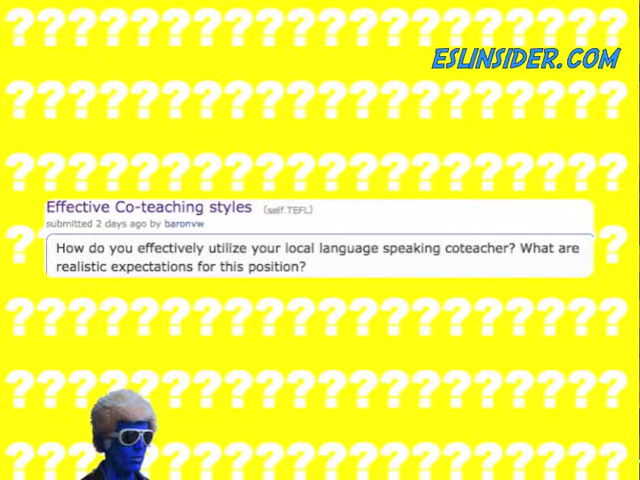 ESLINSIDER.COM
Effective Co-teaching styles (self.TEFL)
submitted 2 days ago by baronvw
How do you effectively utilize your local language speaking coteacher? What are
realistic expectations for this position?